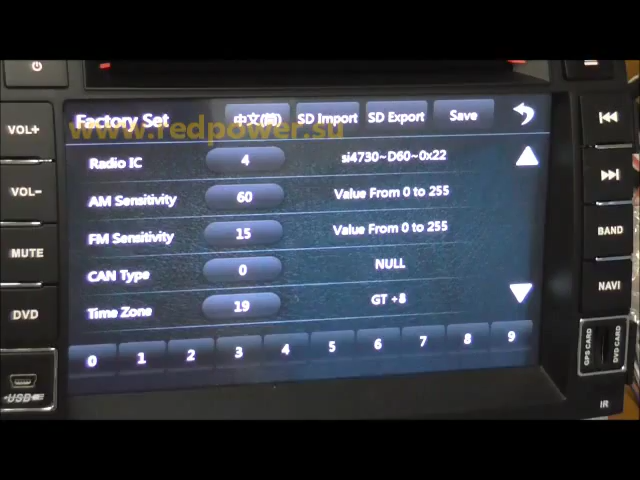 Factory Set 中文(简) SD Import SD Export Save
www.redpower.su
Radio IC 4 si4730~D60~0x22
AM Sensitivity 60 Value From 0 to 255
FM Sensitivity 15 Value From 0 to 255
CAN Type 0 NULL
Time Zone 19 GT +8
0 1 2 3 4 5 6 7 8 9
VOL+
VOL-
MUTE
DVD
USB
BAND
NAVI
GPS CARD
DVD CARD
IR